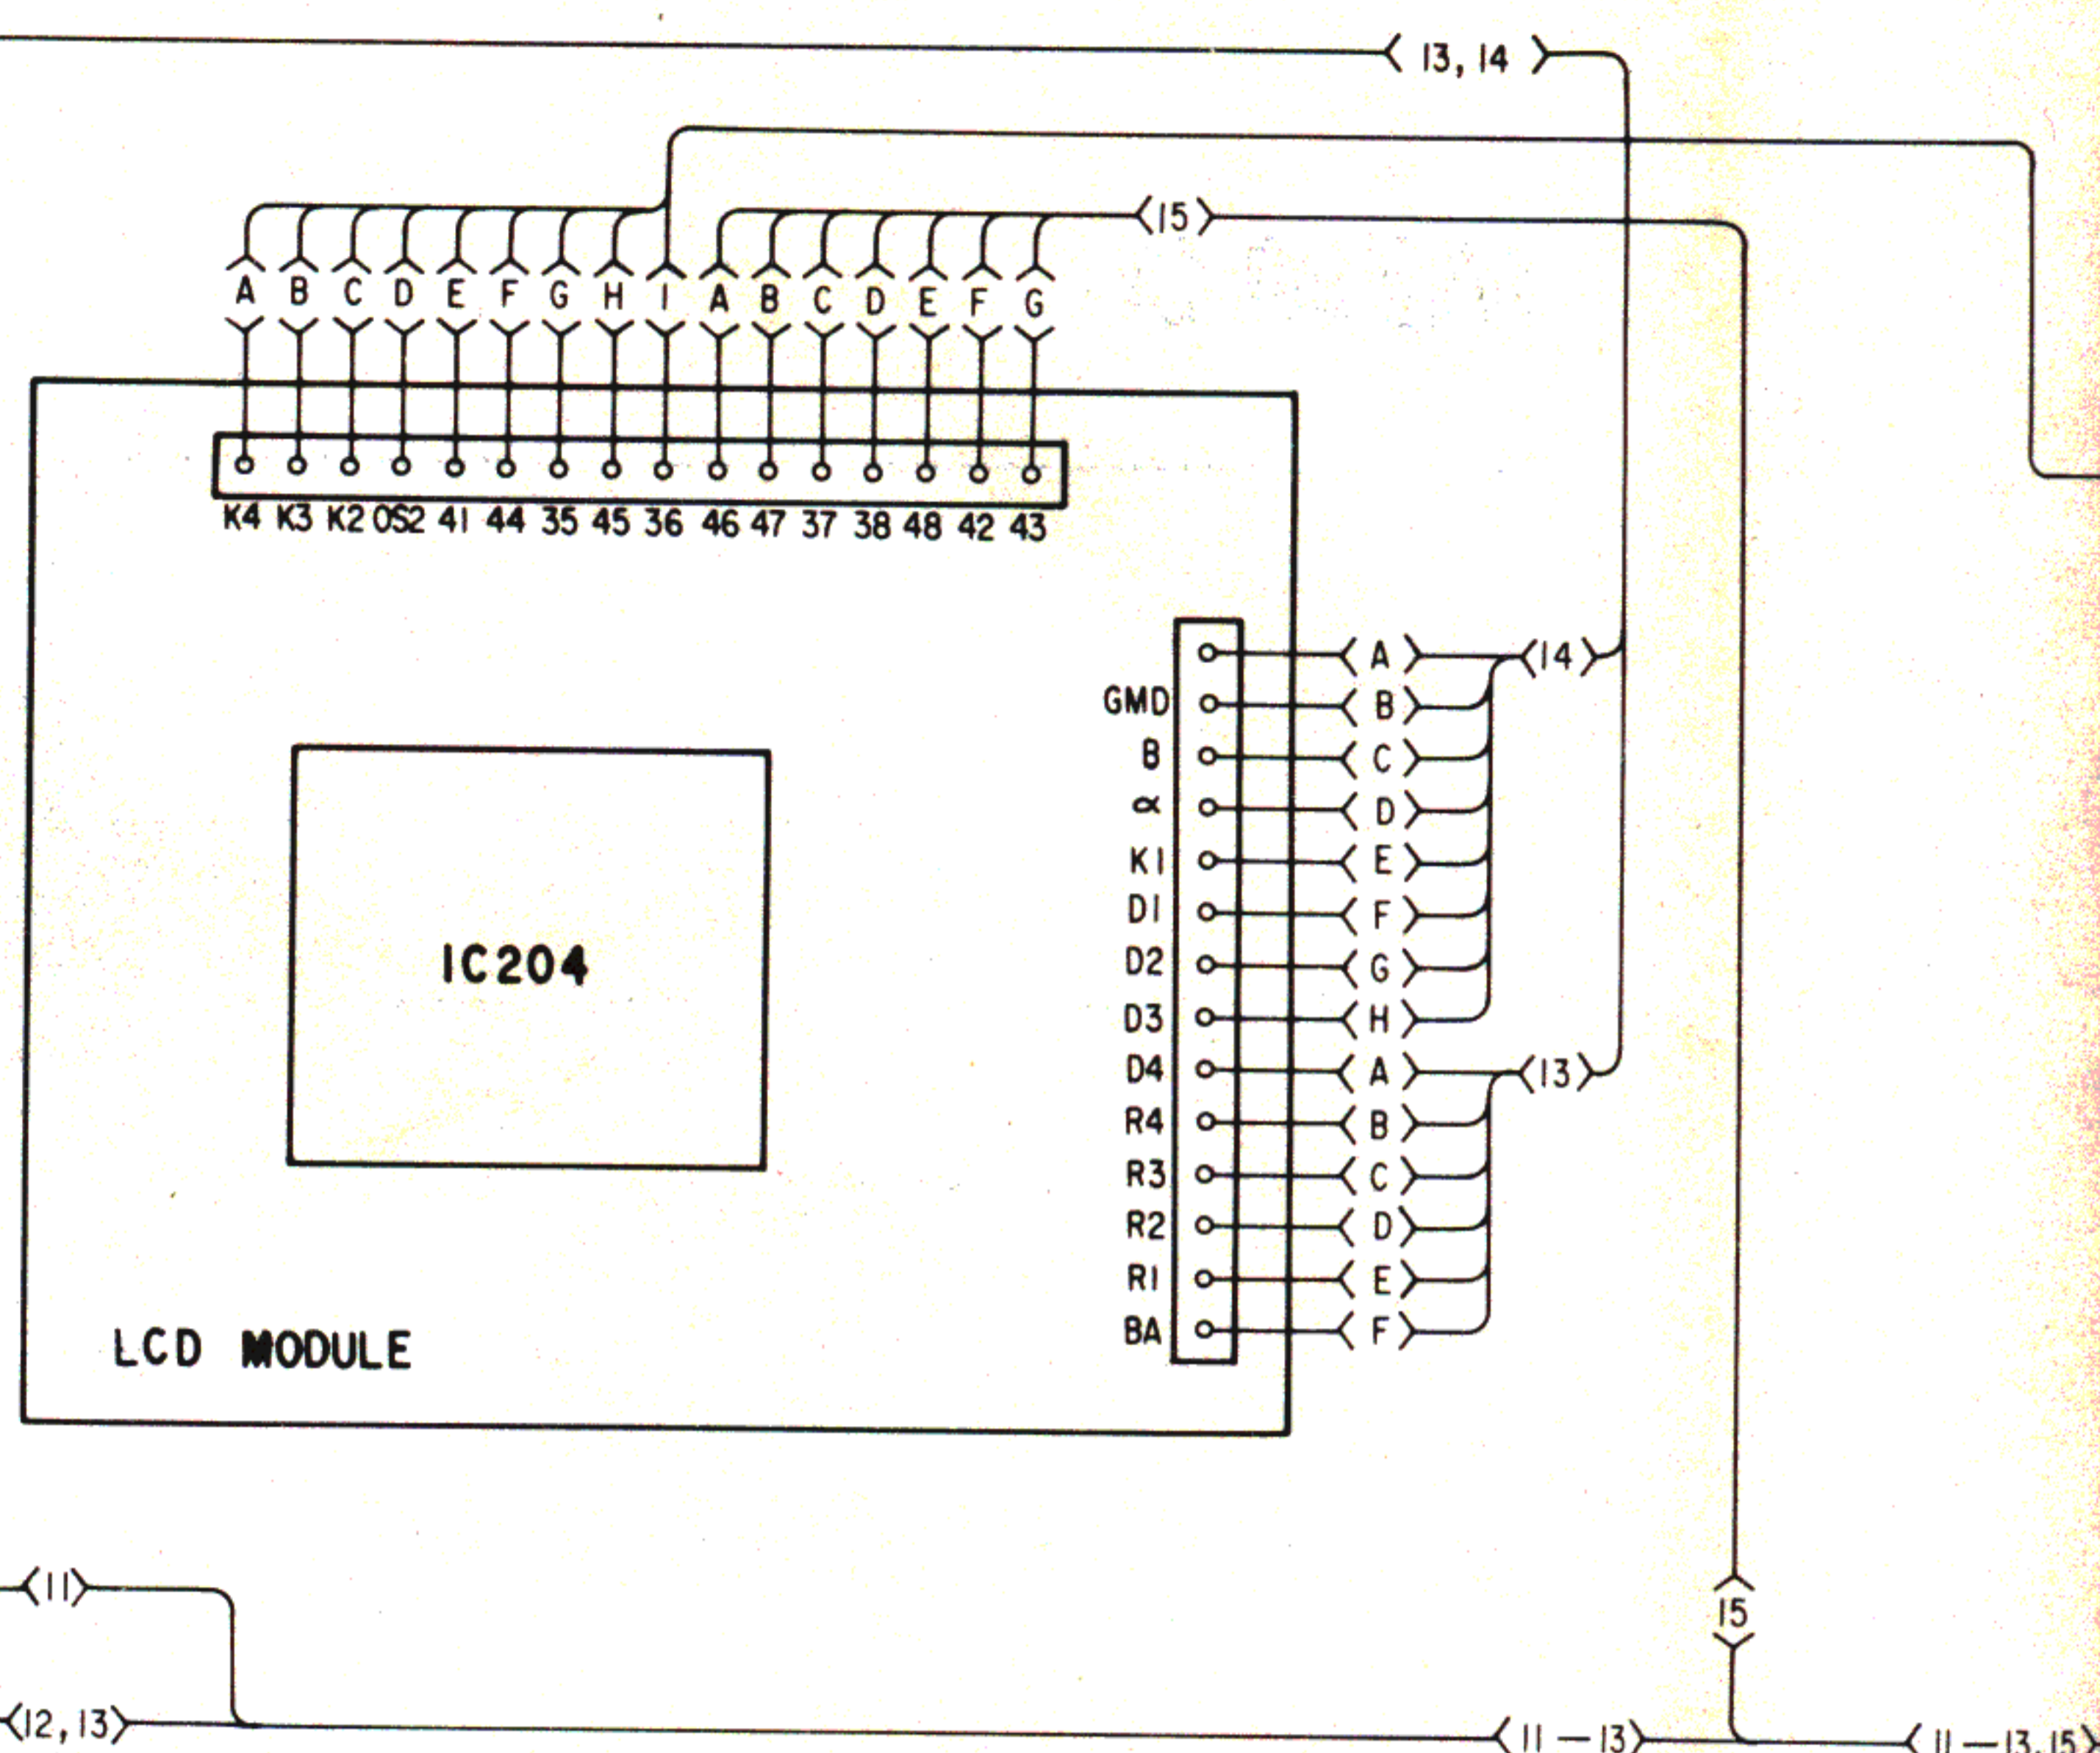 13, 14
15
A B C D E F G H I A B C D E F G
K4 K3 K2 OS2 41 44 35 45 36 46 47 37 38 48 42 43
A 14
GMD B
B C
α D
K1 E
D1 F
D2 G
D3 H
D4 A 13
R4 B
R3 C
R2 D
R1 E
BA F
IC204
LCD MODULE
11
15
12, 13
11 — 13
11 — 13, 15